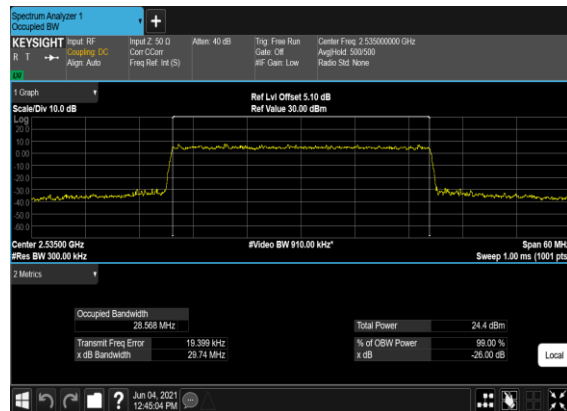 Spectrum Analyzer 1
Occupied BW
+
KEYSIGHT
R T
LW
Input: RF
Coupling: DC
Align: Auto
Input Z: 50 Ω
Corr CCorr
Freq Ref: Int (S)
Atten: 40 dB
Trig: Free Run
Gate: Off
#IF Gain: Low
Center Freq: 2.535000000 GHz
Avg|Hold: 500/500
Radio Std: None
1 Graph
Scale/Div 10.0 dB
Ref Lvl Offset 5.10 dB
Ref Value 30.00 dBm
Log
20.0
10.0
0.00
-10.0
-20.0
-30.0
-40.0
-50.0
-60.0
Center 2.53500 GHz
#Res BW 300.00 kHz
#Video BW 910.00 kHz*
Span 60 MHz
Sweep 1.00 ms (1001 pts)
2 Metrics
Occupied Bandwidth
28.568 MHz
Transmit Freq Error 19.399 kHz
x dB Bandwidth 29.74 MHz
Total Power 24.4 dBm
% of OBW Power 99.00 %
x dB -26.00 dB
Local
?
Jun 04, 2021
12:45:04 PM